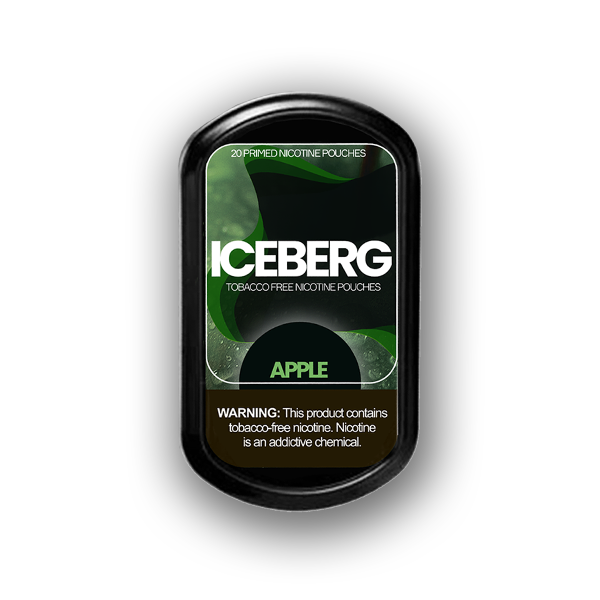 20 PRIMED NICOTINE POUCHES
ICEBERG
TOBACCO FREE NICOTINE POUCHES
APPLE
WARNING: This product contains
tobacco-free nicotine. Nicotine
is an addictive chemical.